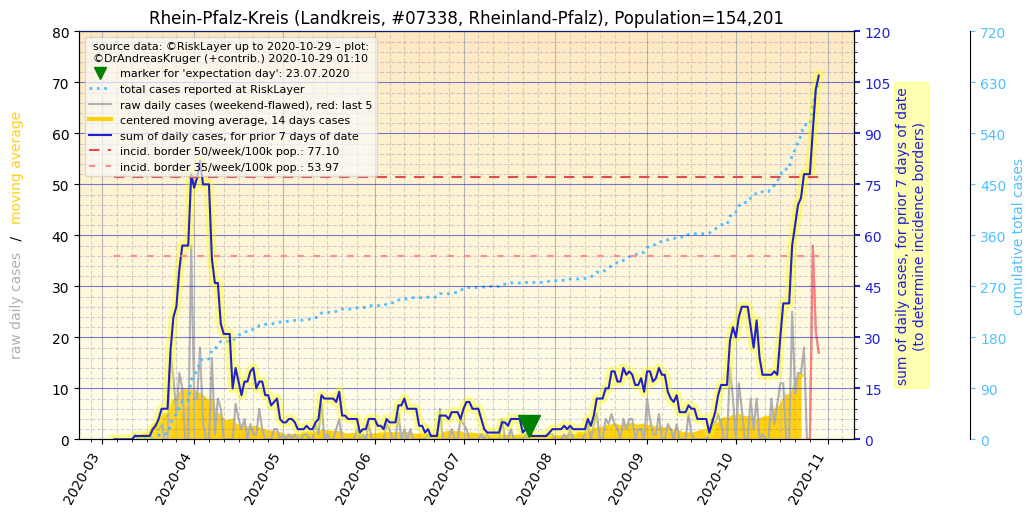 Rhein-Pfalz-Kreis (Landkreis, #07338, Rheinland-Pfalz), Population=154,201
source data: ©RiskLayer up to 2020-10-29 – plot:
©DrAndreasKruger (+contrib.) 2020-10-29 01:10
marker for 'expectation day': 23.07.2020
total cases reported at RiskLayer
raw daily cases (weekend-flawed), red: last 5
centered moving average, 14 days cases
sum of daily cases, for prior 7 days of date
incid. border 50/week/100k pop.: 77.10
incid. border 35/week/100k pop.: 53.97
raw daily cases / moving average
80
70
60
50
40
30
20
10
0
120
105
90
75
60
45
30
15
0
sum of daily cases, for prior 7 days of date
(to determine incidence borders)
720
630
540
450
360
270
180
90
0
cumulative total cases
2020-03
2020-04
2020-05
2020-06
2020-07
2020-08
2020-09
2020-10
2020-11